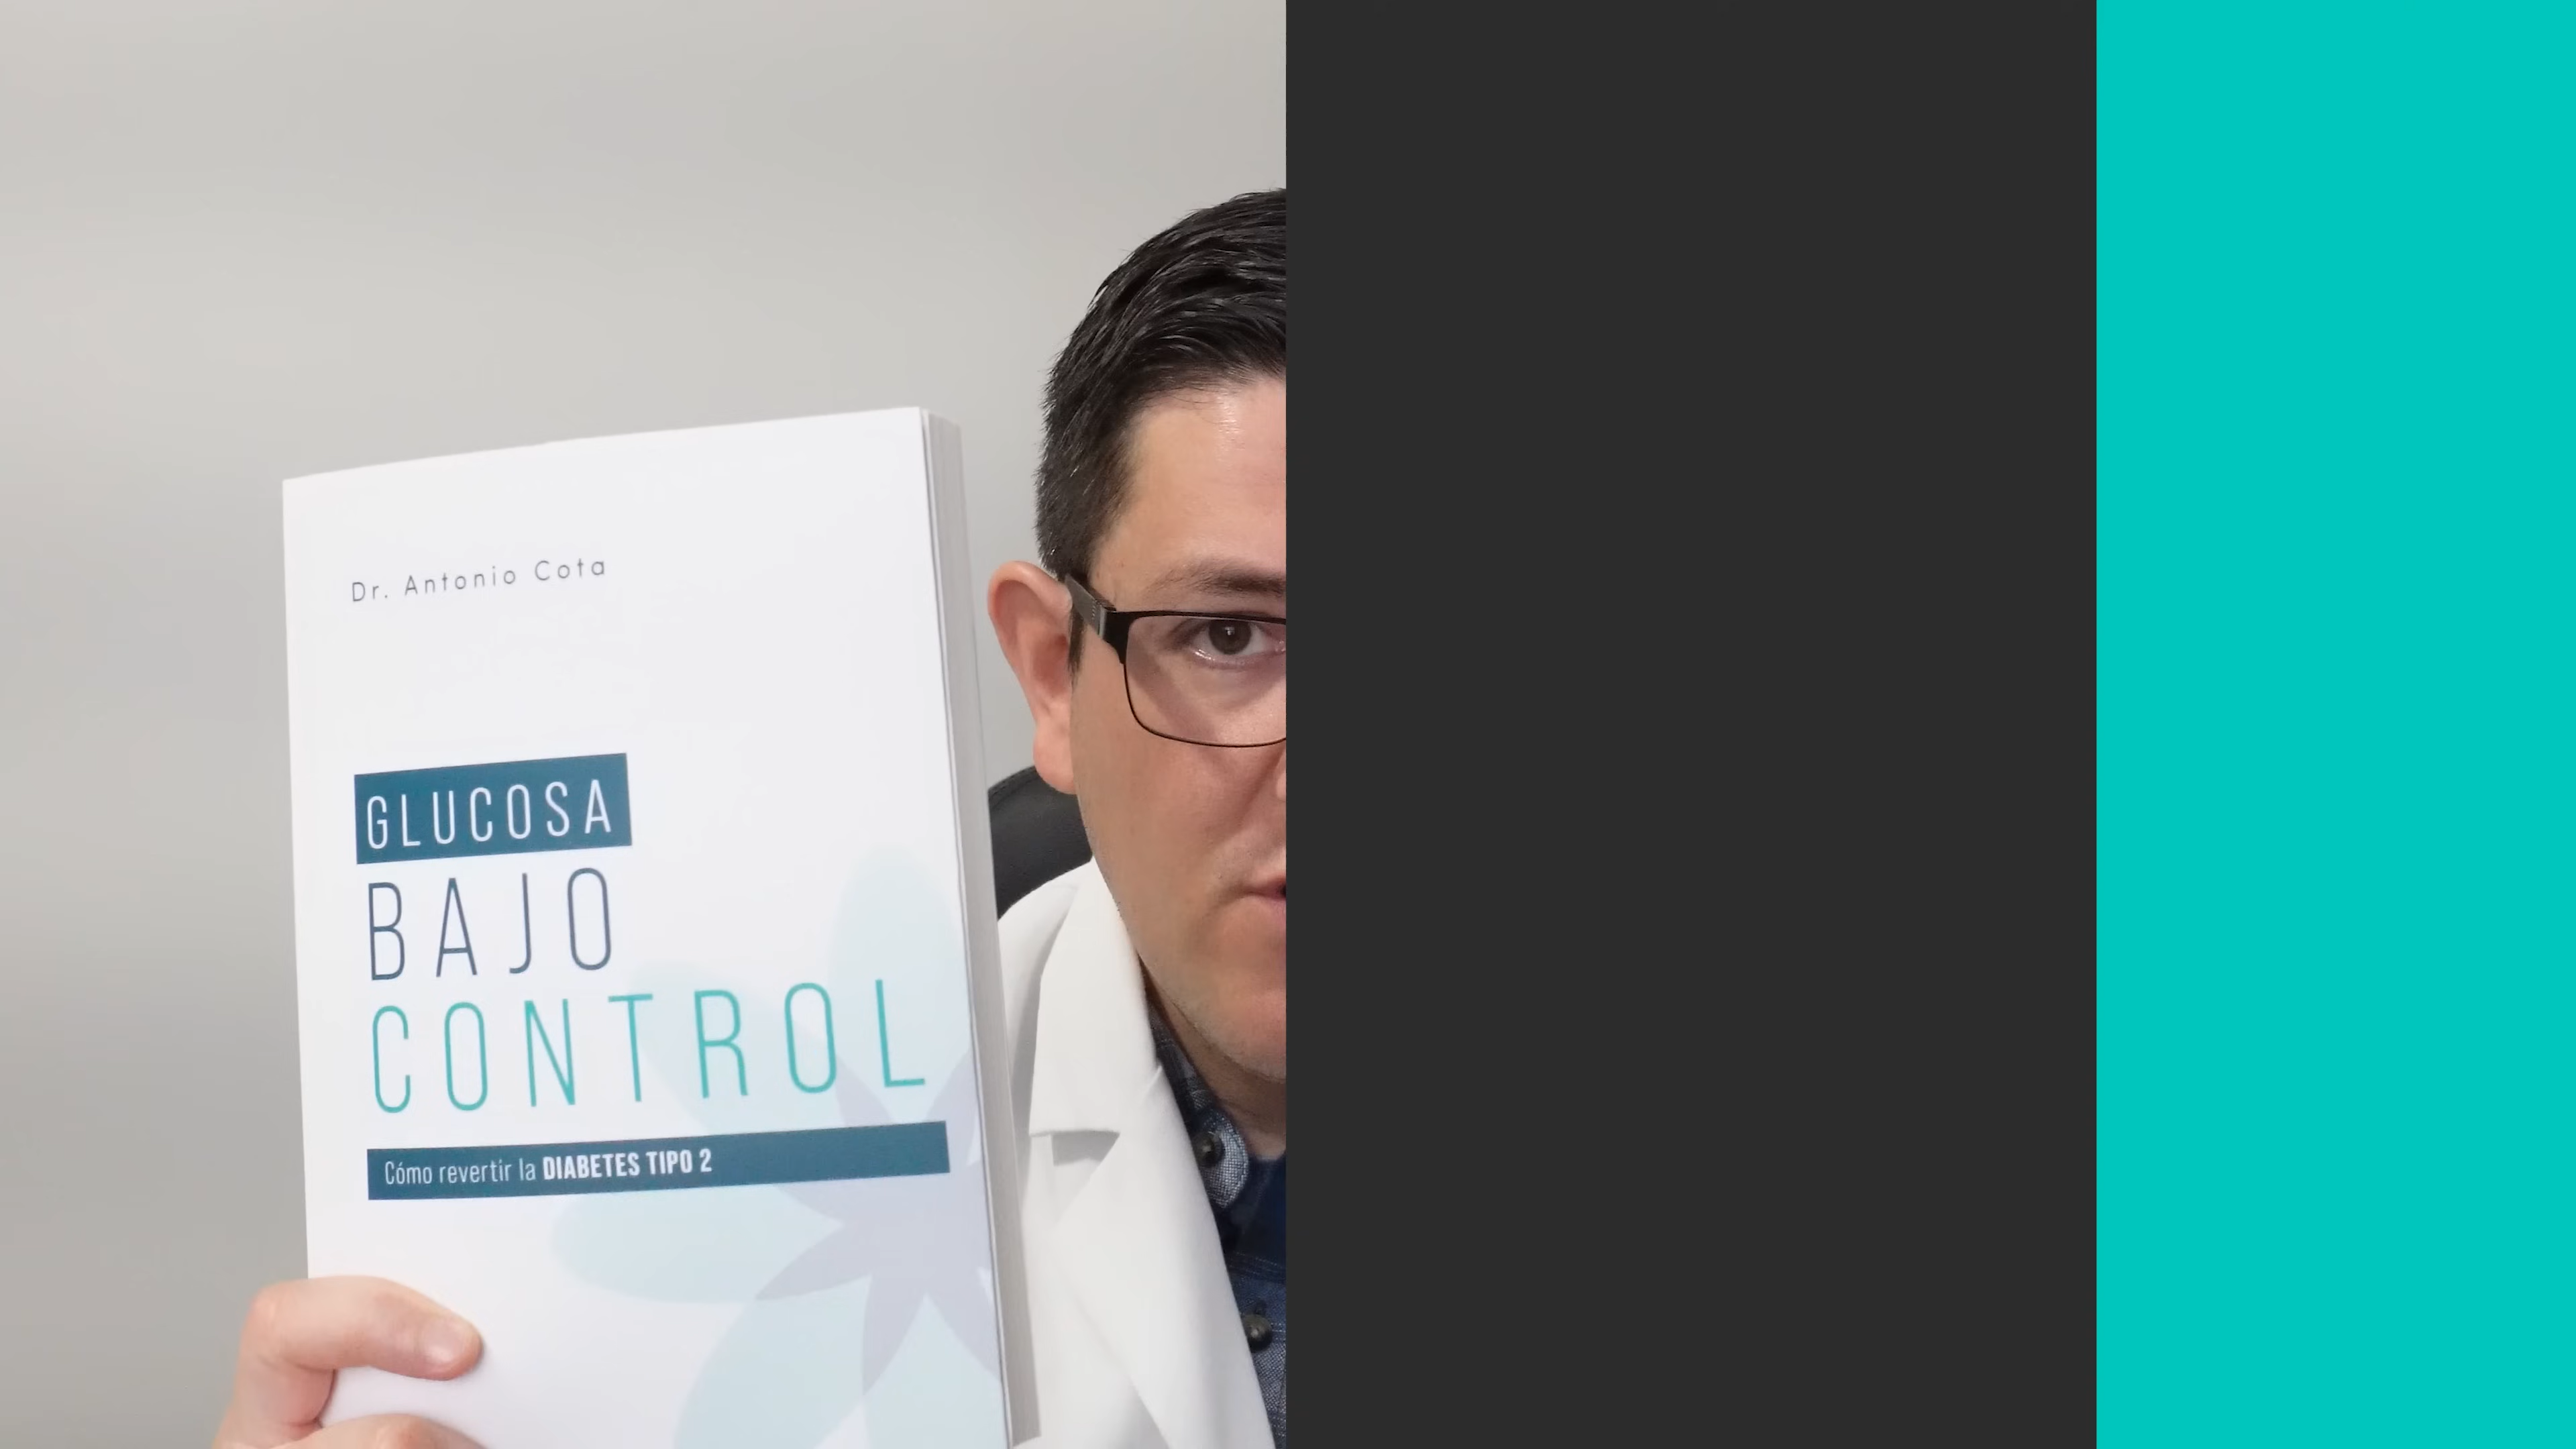 Dr. Antonio Cota
GLUCOSA
BAJO
CONTROL
Cómo revertir la DIABETES TIPO 2